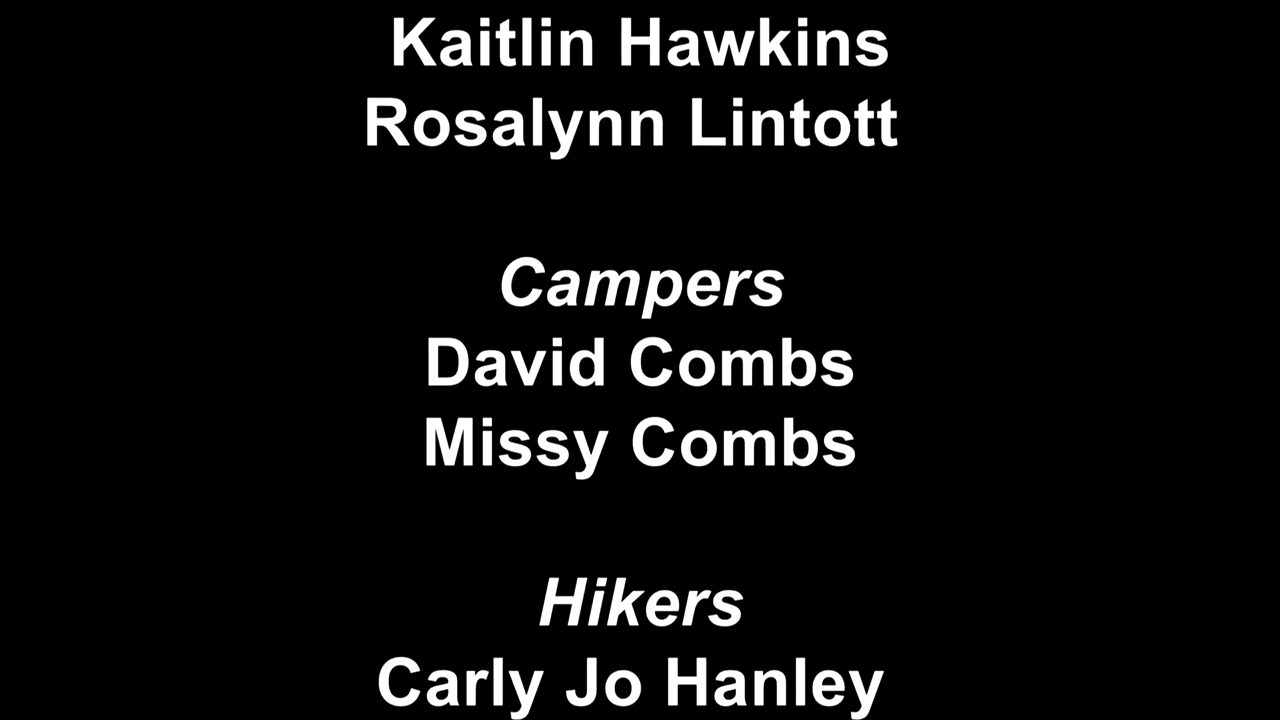 Kaitlin Hawkins
Rosalynn Lintott
Campers
David Combs
Missy Combs
Hikers
Carly Jo Hanley